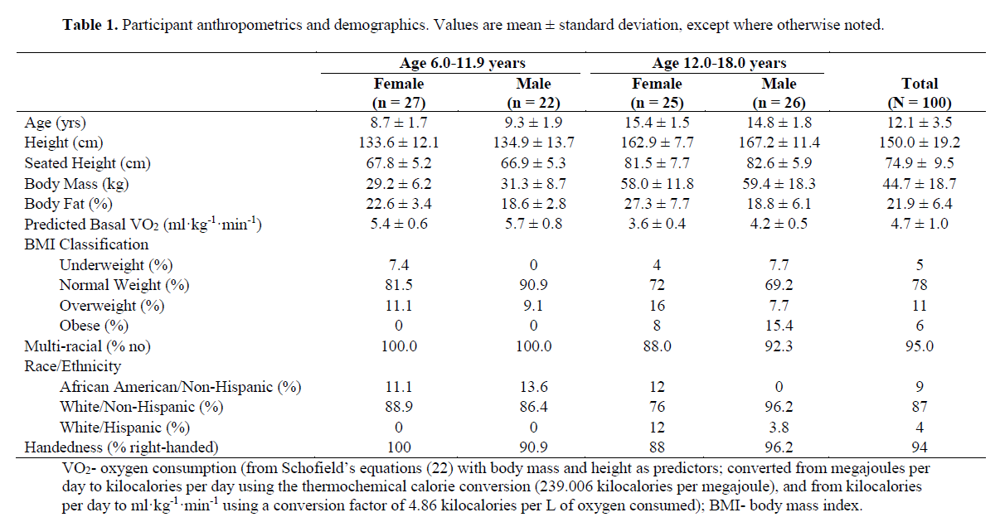 Table 1. Participant anthropometrics and demographics. Values are mean ± standard deviation, except where otherwise noted.
Age 6.0-11.9 years Age 12.0-18.0 years
Female Male Female Male Total
(n = 27) (n = 22) (n = 25) (n = 26) (N = 100)
Age (yrs) 8.7 ± 1.7 9.3 ± 1.9 15.4 ± 1.5 14.8 ± 1.8 12.1 ± 3.5
Height (cm) 133.6 ± 12.1 134.9 ± 13.7 162.9 ± 7.7 167.2 ± 11.4 150.0 ± 19.2
Seated Height (cm) 67.8 ± 5.2 66.9 ± 5.3 81.5 ± 7.7 82.6 ± 5.9 74.9 ± 9.5
Body Mass (kg) 29.2 ± 6.2 31.3 ± 8.7 58.0 ± 11.8 59.4 ± 18.3 44.7 ± 18.7
Body Fat (%) 22.6 ± 3.4 18.6 ± 2.8 27.3 ± 7.7 18.8 ± 6.1 21.9 ± 6.4
Predicted Basal VO₂ (ml·kg⁻¹·min⁻¹) 5.4 ± 0.6 5.7 ± 0.8 3.6 ± 0.4 4.2 ± 0.5 4.7 ± 1.0
BMI Classification
Underweight (%) 7.4 0 4 7.7 5
Normal Weight (%) 81.5 90.9 72 69.2 78
Overweight (%) 11.1 9.1 16 7.7 11
Obese (%) 0 0 8 15.4 6
Multi-racial (% no) 100.0 100.0 88.0 92.3 95.0
Race/Ethnicity
African American/Non-Hispanic (%) 11.1 13.6 12 0 9
White/Non-Hispanic (%) 88.9 86.4 76 96.2 87
White/Hispanic (%) 0 0 12 3.8 4
Handedness (% right-handed) 100 90.9 88 96.2 94
VO₂- oxygen consumption (from Schofield's equations (22) with body mass and height as predictors; converted from megajoules per
day to kilocalories per day using the thermochemical calorie conversion (239.006 kilocalories per megajoule), and from kilocalories
per day to ml·kg⁻¹·min⁻¹ using a conversion factor of 4.86 kilocalories per L of oxygen consumed); BMI- body mass index.